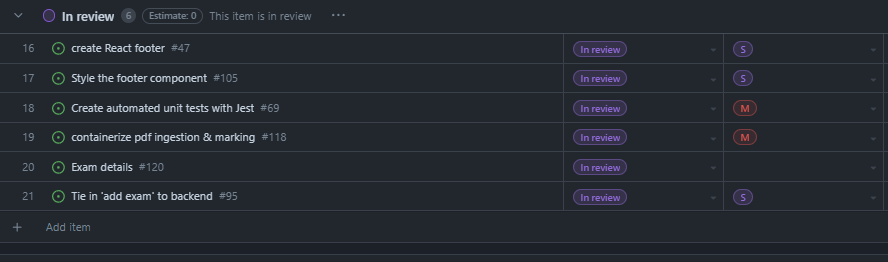 In review 6 Estimate: 0 This item is in review ...
16 create React footer #47 In review S
17 Style the footer component #105 In review S
18 Create automated unit tests with Jest #69 In review M
19 containerize pdf ingestion & marking #118 In review M
20 Exam details #120 In review
21 Tie in 'add exam' to backend #95 In review S
+ Add item